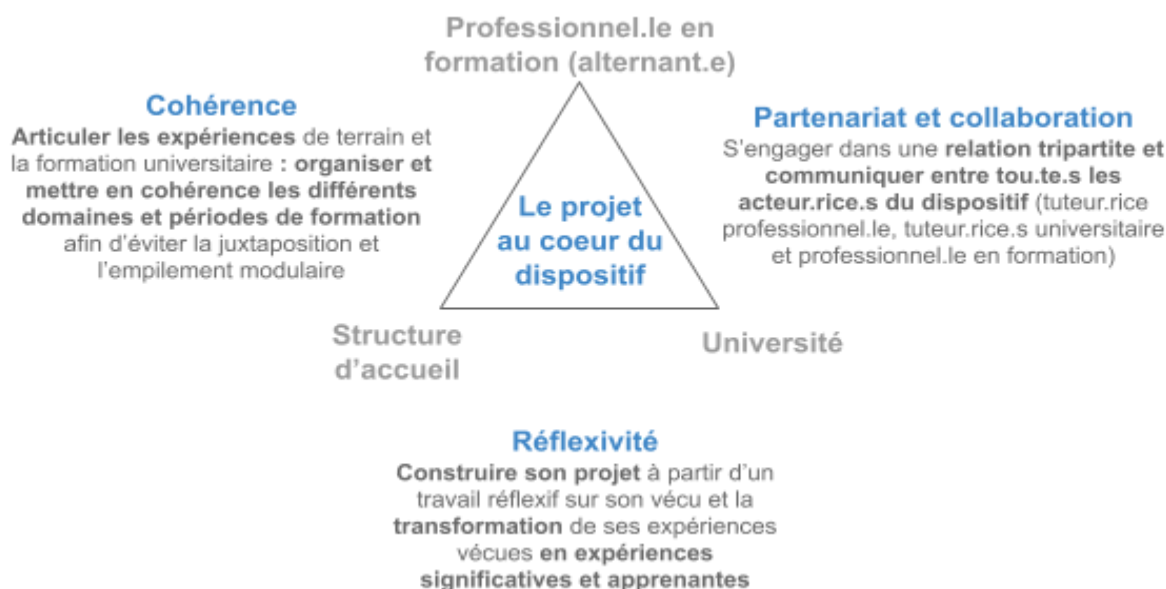 Professionnel.le en
formation (alternant.e)
Cohérence
Articuler les expériences de terrain et
la formation universitaire : organiser et
mettre en cohérence les différents
domaines et périodes de formation
afin d'éviter la juxtaposition et
l'empilement modulaire
Partenariat et collaboration
S'engager dans une relation tripartite et
communiquer entre tou.te.s les
acteur.rice.s du dispositif (tuteur.rice
professionnel.le, tuteur.rice.s universitaire
et professionnel.le en formation)
Le projet
au coeur du
dispositif
Structure
d'accueil
Université
Réflexivité
Construire son projet à partir d'un
travail réflexif sur son vécu et la
transformation de ses expériences
vécues en expériences
significatives et apprenantes